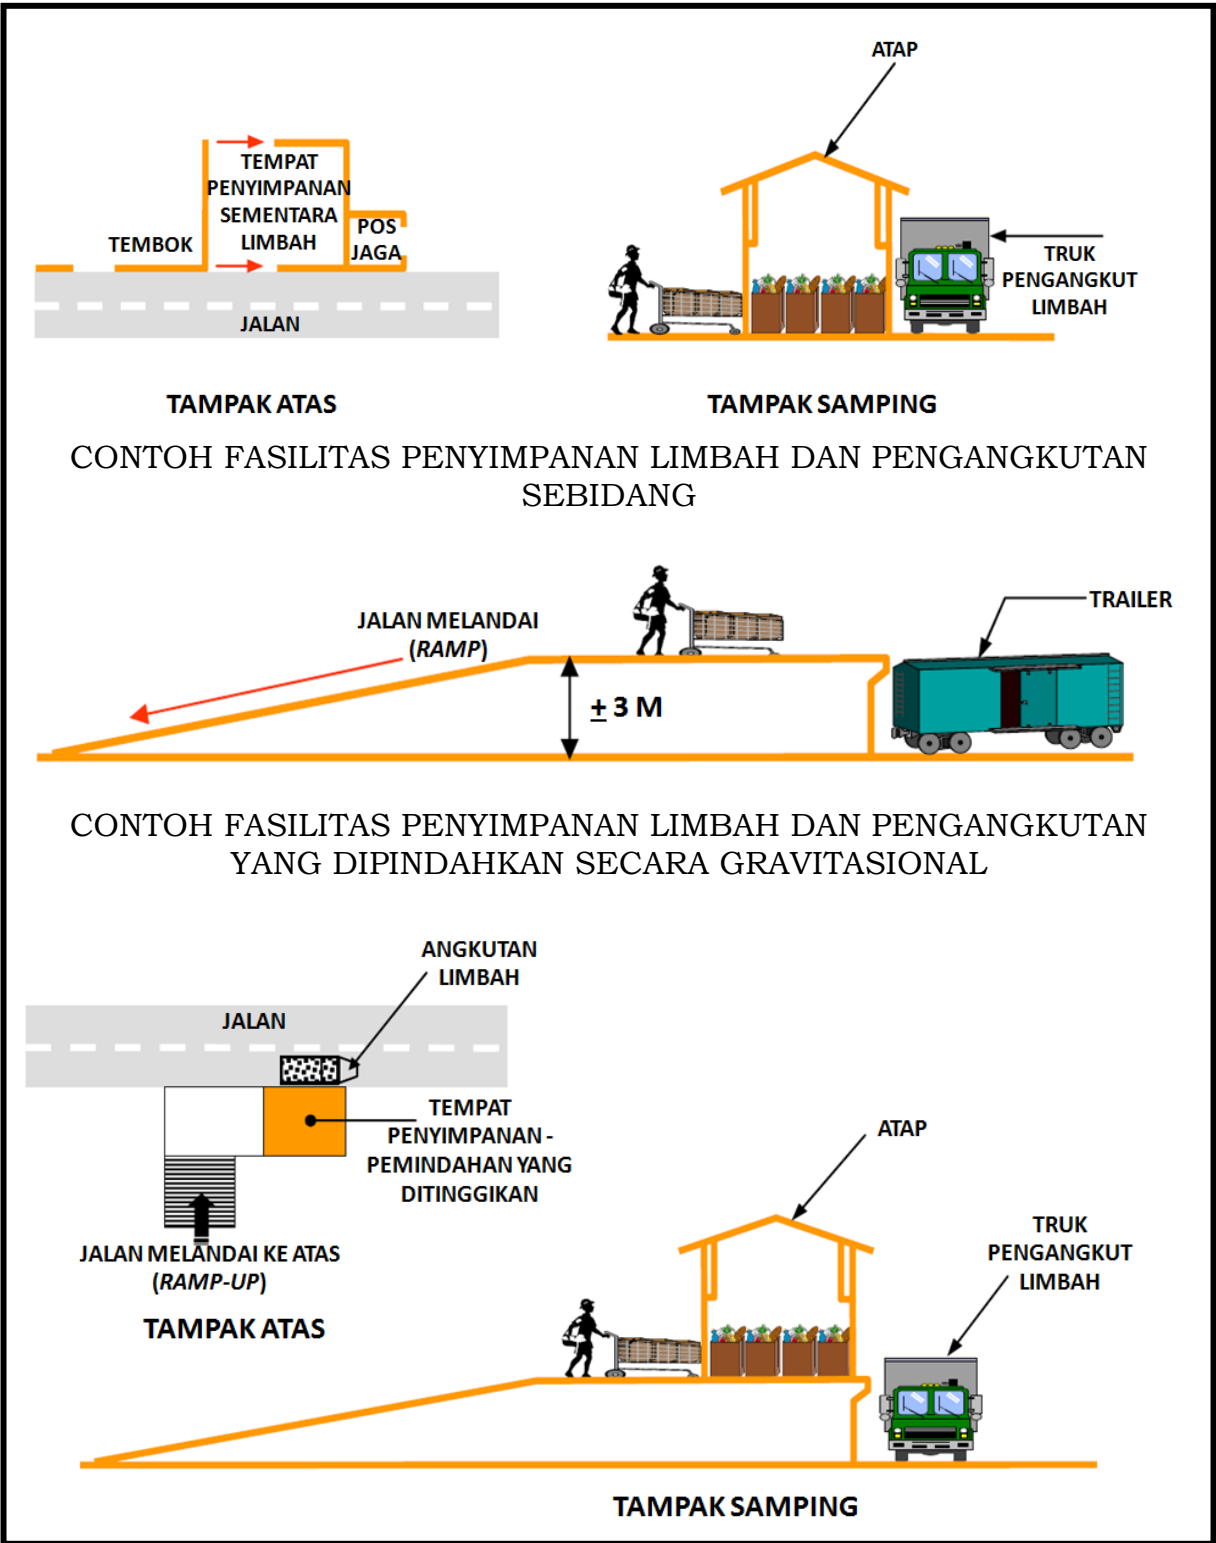 ATAP
TEMPAT
PENYIMPANAN
SEMENTARA
LIMBAH
POS
JAGA
TEMBOK
JALAN
TRUK
PENGANGKUT
LIMBAH
TAMPAK ATAS
TAMPAK SAMPING
CONTOH FASILITAS PENYIMPANAN LIMBAH DAN PENGANGKUTAN
SEBIDANG
JALAN MELANDAI
(RAMP)
± 3 M
TRAILER
CONTOH FASILITAS PENYIMPANAN LIMBAH DAN PENGANGKUTAN
YANG DIPINDAHKAN SECARA GRAVITASIONAL
ANGKUTAN
LIMBAH
JALAN
TEMPAT
PENYIMPANAN -
PEMINDAHAN YANG
DITINGGIKAN
JALAN MELANDAI KE ATAS
(RAMP-UP)
TAMPAK ATAS
ATAP
TRUK
PENGANGKUT
LIMBAH
TAMPAK SAMPING